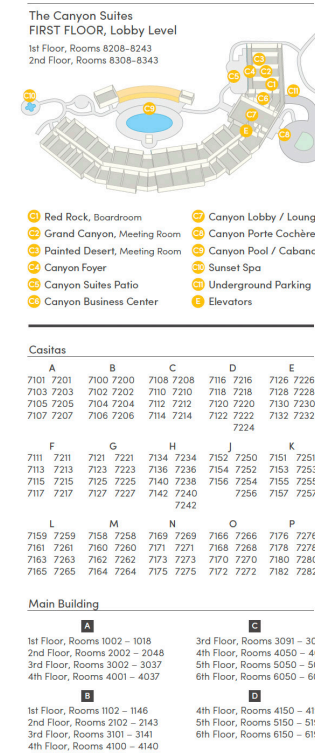 The Canyon Suites
FIRST FLOOR, Lobby Level
1st Floor, Rooms 8208-8243
2nd Floor, Rooms 8308-8343
C3
C5 C4 C2
C1
C10 C6 C11
C9
C7
E C8
C1 Red Rock, Boardroom
C2 Grand Canyon, Meeting Room
C3 Painted Desert, Meeting Room
C4 Canyon Foyer
C5 Canyon Suites Patio
C6 Canyon Business Center
C7 Canyon Lobby / Loung
C8 Canyon Porte Cochère
C9 Canyon Pool / Cabana
C10 Sunset Spa
C11 Underground Parking
E Elevators
Casitas
A B C D E
7101 7201 7100 7200 7108 7208 7116 7216 7126 7226
7103 7203 7102 7202 7110 7210 7118 7218 7128 7228
7105 7205 7104 7204 7112 7212 7120 7220 7130 7230
7107 7207 7106 7206 7114 7214 7122 7222 7132 7232
7224
F G H J K
7111 7211 7121 7221 7134 7234 7152 7250 7151 7251
7113 7213 7123 7223 7136 7236 7154 7252 7153 7253
7115 7215 7125 7225 7140 7238 7156 7254 7155 7255
7117 7217 7127 7227 7142 7240 7256 7157 7257
7242
L M N O P
7159 7259 7158 7258 7169 7269 7166 7266 7176 7276
7161 7261 7160 7260 7171 7271 7168 7268 7178 7278
7163 7263 7162 7262 7173 7273 7170 7270 7180 7280
7165 7265 7164 7264 7175 7275 7172 7272 7182 7282
Main Building
A
1st Floor, Rooms 1002 – 1018
2nd Floor, Rooms 2002 – 2048
3rd Floor, Rooms 3002 – 3037
4th Floor, Rooms 4001 – 4037
B
1st Floor, Rooms 1102 – 1146
2nd Floor, Rooms 2102 – 2143
3rd Floor, Rooms 3101 – 3141
4th Floor, Rooms 4100 – 4140
C
3rd Floor, Rooms 3091 – 30
4th Floor, Rooms 4050 – 4
5th Floor, Rooms 5050 – 50
6th Floor, Rooms 6050 – 6
D
4th Floor, Rooms 4150 – 41
5th Floor, Rooms 5150 – 51
6th Floor, Rooms 6150 – 61